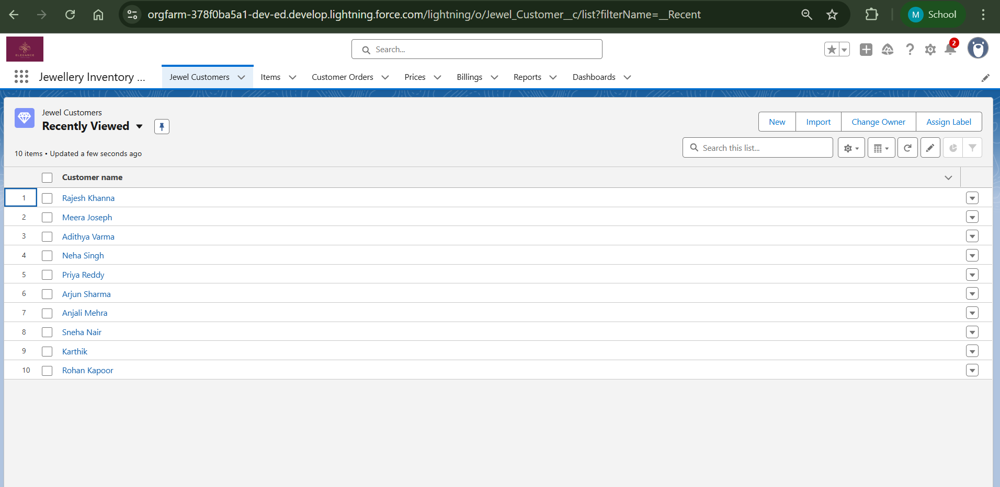 orgfarm-378f0ba5a1-dev-ed.develop.lightning.force.com/lightning/o/Jewel_Customer__c/list?filterName=__Recent
M School
ELEGANCE
Search...
2
Jewellery Inventory ...
Jewel Customers
Items
Customer Orders
Prices
Billings
Reports
Dashboards
Jewel Customers
Recently Viewed
New
Import
Change Owner
Assign Label
10 items • Updated a few seconds ago
Search this list...
Customer name
1 Rajesh Khanna
2 Meera Joseph
3 Adithya Varma
4 Neha Singh
5 Priya Reddy
6 Arjun Sharma
7 Anjali Mehra
8 Sneha Nair
9 Karthik
10 Rohan Kapoor